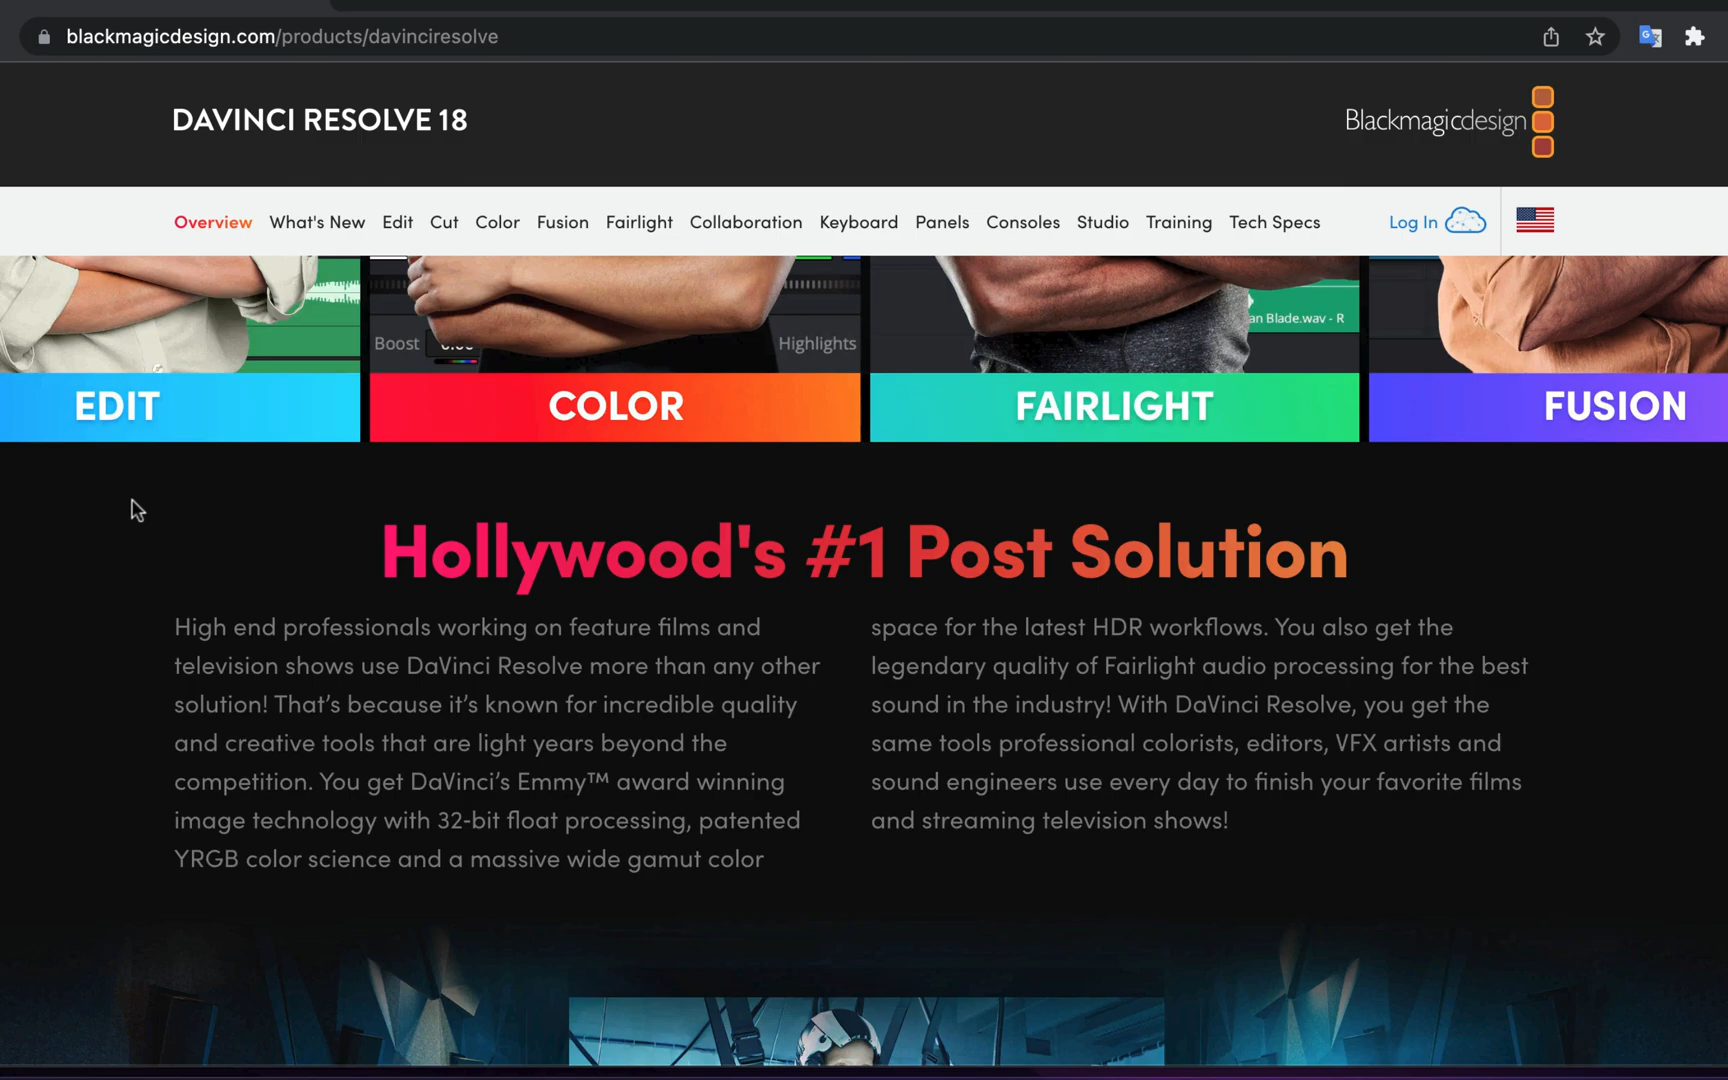 blackmagicdesign.com/products/davinciresolve
DAVINCI RESOLVE 18
Blackmagicdesign
Overview What's New Edit Cut Color Fusion Fairlight Collaboration Keyboard Panels Consoles Studio Training Tech Specs Log In
an Blade.wav - R
Boost Highlights
EDIT COLOR FAIRLIGHT FUSION
Hollywood's #1 Post Solution
High end professionals working on feature films and
television shows use DaVinci Resolve more than any other
solution! That’s because it’s known for incredible quality
and creative tools that are light years beyond the
competition. You get DaVinci’s Emmy™ award winning
image technology with 32-bit float processing, patented
YRGB color science and a massive wide gamut color
space for the latest HDR workflows. You also get the
legendary quality of Fairlight audio processing for the best
sound in the industry! With DaVinci Resolve, you get the
same tools professional colorists, editors, VFX artists and
sound engineers use every day to finish your favorite films
and streaming television shows!